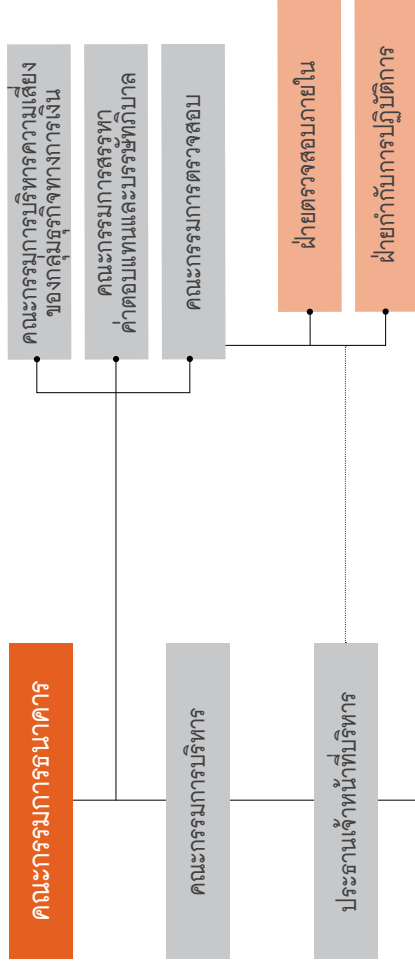 คณะกรรมการธนาคาร
คณะกรรมการบริหารความเสี่ยง
ของกลุ่มธุรกิจทางการเงิน
คณะกรรมการสรรหา
ค่าตอบแทนและบรรษัทภิบาล
คณะกรรมการตรวจสอบ
คณะกรรมการบริหาร
ฝ่ายตรวจสอบภายใน
ฝ่ายกำกับการปฏิบัติการ
ประธานเจ้าหน้าที่บริหาร